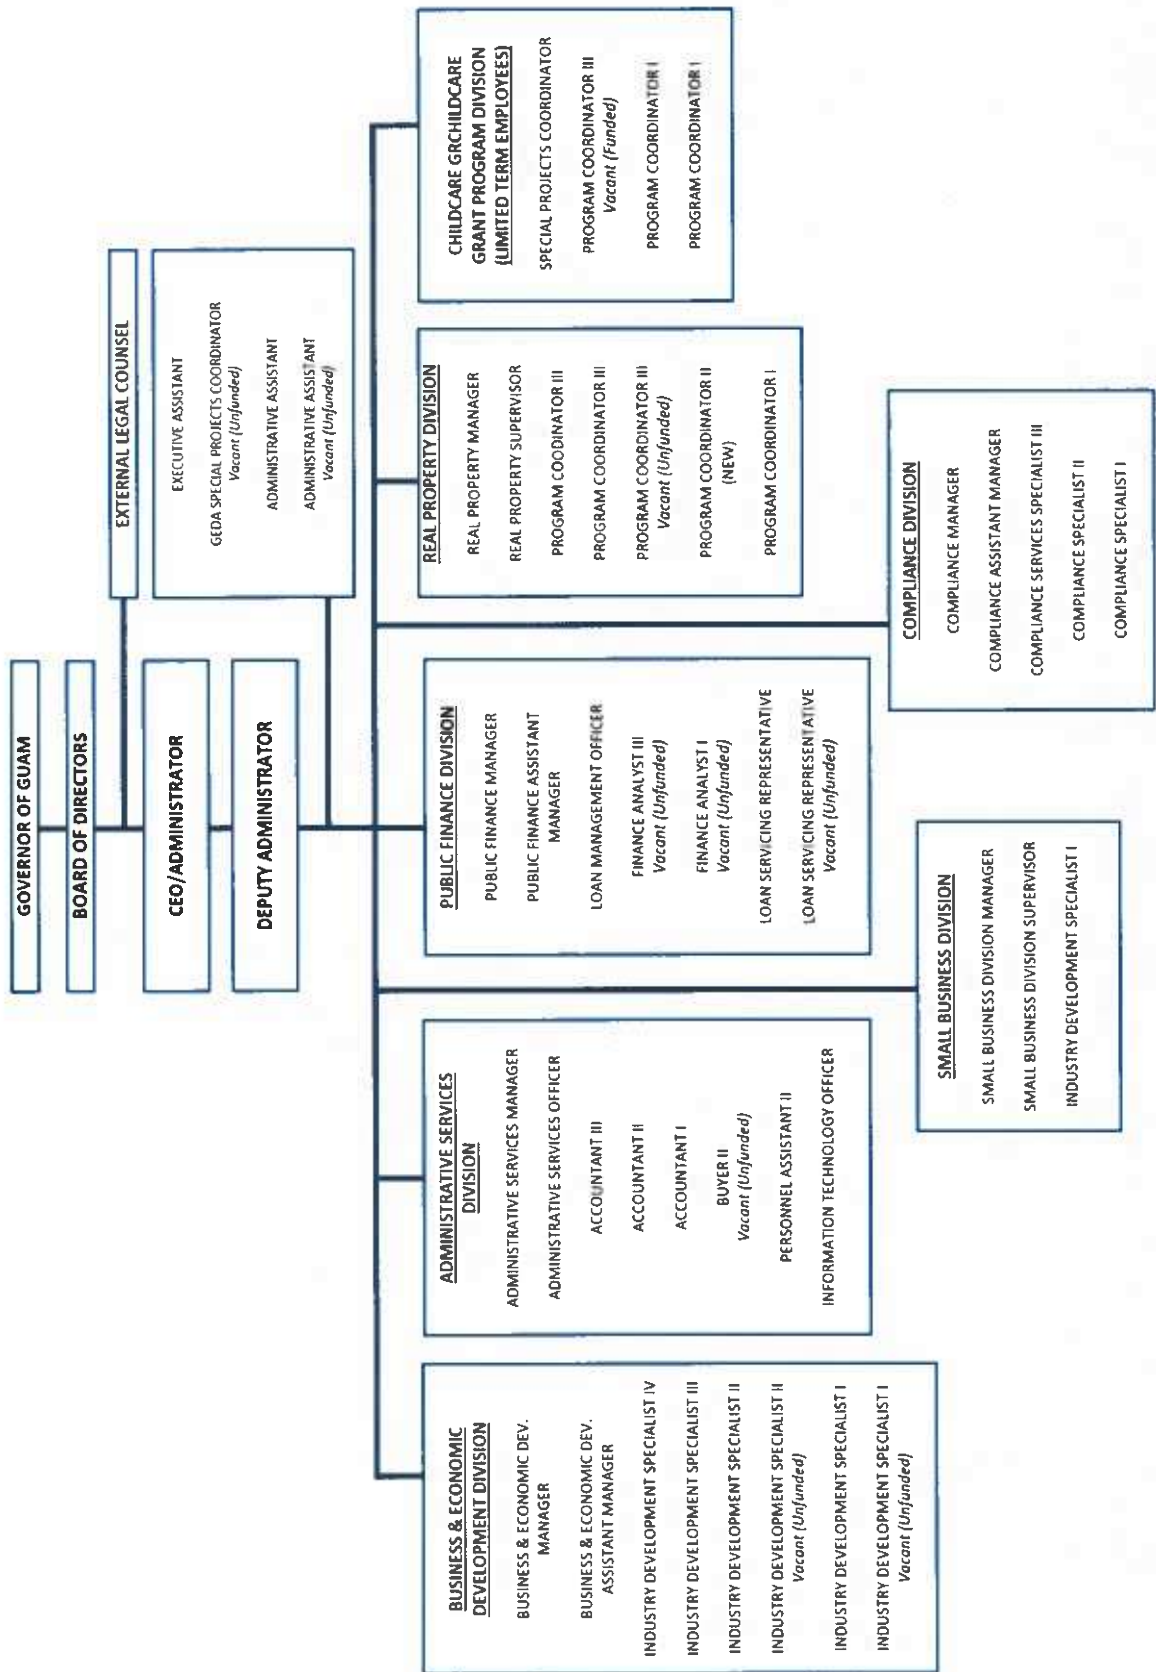 GOVERNOR OF GUAM
BOARD OF DIRECTORS
EXTERNAL LEGAL COUNSEL
CEO/ADMINISTRATOR
DEPUTY ADMINISTRATOR
EXECUTIVE ASSISTANT
GEDA SPECIAL PROJECTS COORDINATOR
Vacant (Unfunded)
ADMINISTRATIVE ASSISTANT
ADMINISTRATIVE ASSISTANT
Vacant (Unfunded)
BUSINESS & ECONOMIC
DEVELOPMENT DIVISION
BUSINESS & ECONOMIC DEV.
MANAGER
BUSINESS & ECONOMIC DEV.
ASSISTANT MANAGER
INDUSTRY DEVELOPMENT SPECIALIST IV
INDUSTRY DEVELOPMENT SPECIALIST III
INDUSTRY DEVELOPMENT SPECIALIST II
INDUSTRY DEVELOPMENT SPECIALIST II
Vacant (Unfunded)
INDUSTRY DEVELOPMENT SPECIALIST I
INDUSTRY DEVELOPMENT SPECIALIST I
Vacant (Unfunded)
ADMINISTRATIVE SERVICES
DIVISION
ADMINISTRATIVE SERVICES MANAGER
ADMINISTRATIVE SERVICES OFFICER
ACCOUNTANT III
ACCOUNTANT II
ACCOUNTANT I
BUYER II
Vacant (Unfunded)
PERSONNEL ASSISTANT II
INFORMATION TECHNOLOGY OFFICER
PUBLIC FINANCE DIVISION
PUBLIC FINANCE MANAGER
PUBLIC FINANCE ASSISTANT
MANAGER
LOAN MANAGEMENT OFFICER
FINANCE ANALYST III
Vacant (Unfunded)
FINANCE ANALYST I
Vacant (Unfunded)
LOAN SERVICING REPRESENTATIVE
LOAN SERVICING REPRESENTATIVE
Vacant (Unfunded)
REAL PROPERTY DIVISION
REAL PROPERTY MANAGER
REAL PROPERTY SUPERVISOR
PROGRAM COODINATOR III
PROGRAM COORDINATOR III
PROGRAM COORDINATOR III
Vacant (Unfunded)
PROGRAM COORDINATOR II
(NEW)
PROGRAM COORDINATOR I
CHILDCARE GRCHILDCARE
GRANT PROGRAM DIVISION
(LIMITED TERM EMPLOYEES)
SPECIAL PROJECTS COORDINATOR
PROGRAM COORDINATOR III
Vacant (Funded)
PROGRAM COORDINATOR I
PROGRAM COORDINATOR I
SMALL BUSINESS DIVISION
SMALL BUSINESS DIVISION MANAGER
SMALL BUSINESS DIVISION SUPERVISOR
INDUSTRY DEVELOPMENT SPECIALIST I
COMPLIANCE DIVISION
COMPLIANCE MANAGER
COMPLIANCE ASSISTANT MANAGER
COMPLIANCE SERVICES SPECIALIST III
COMPLIANCE SPECIALIST II
COMPLIANCE SPECIALIST I